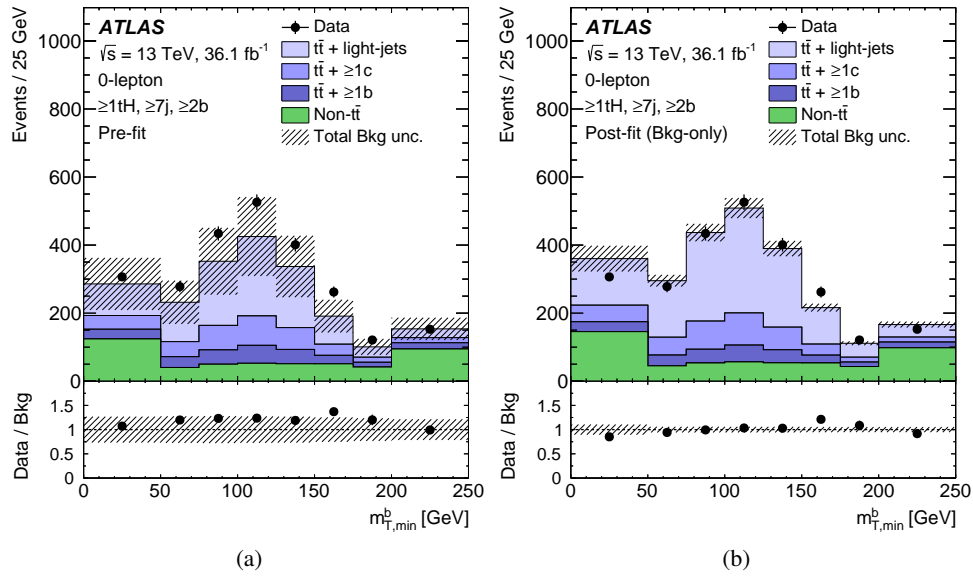 ATLAS
√s = 13 TeV, 36.1 fb⁻¹
0-lepton
≥1tH, ≥7j, ≥2b
Pre-fit
Data
tt̄ + light-jets
tt̄ + ≥1c
tt̄ + ≥1b
Non-tt̄
Total Bkg unc.
Events / 25 GeV
1000
800
600
400
200
0
Data / Bkg
1.5
1
0.5
0
0 50 100 150 200 250
m^b_T,min [GeV]
(a)
ATLAS
√s = 13 TeV, 36.1 fb⁻¹
0-lepton
≥1tH, ≥7j, ≥2b
Post-fit (Bkg-only)
Data
tt̄ + light-jets
tt̄ + ≥1c
tt̄ + ≥1b
Non-tt̄
Total Bkg unc.
Events / 25 GeV
1000
800
600
400
200
0
Data / Bkg
1.5
1
0.5
0
0 50 100 150 200 250
m^b_T,min [GeV]
(b)